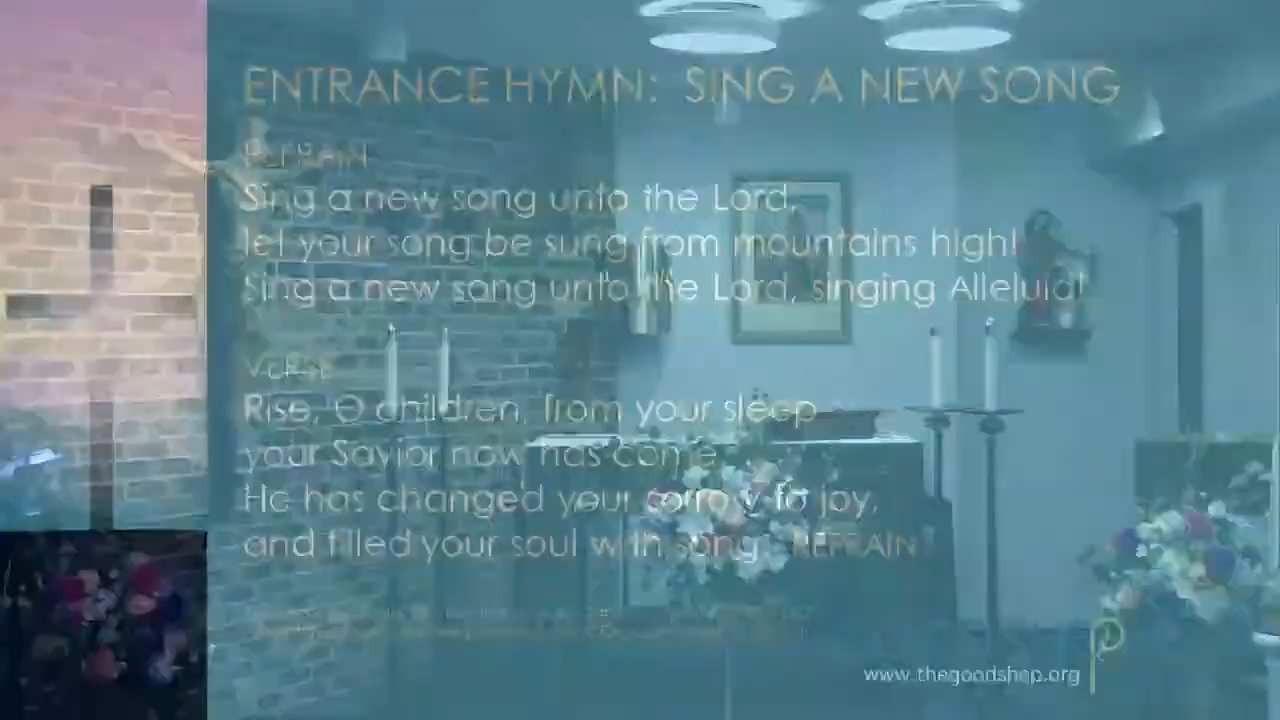 ENTRANCE HYMN: SING A NEW SONG
REFRAIN
Sing a new song unto the Lord,
let your song be sung from mountains high!
Sing a new song unto the Lord, singing Alleluia!
VERSE
Rise, O children, from your sleep
your Savior now has come
He has changed your sorrow to joy,
and filled your soul with song. REFRAIN
www.thegoodshep.org